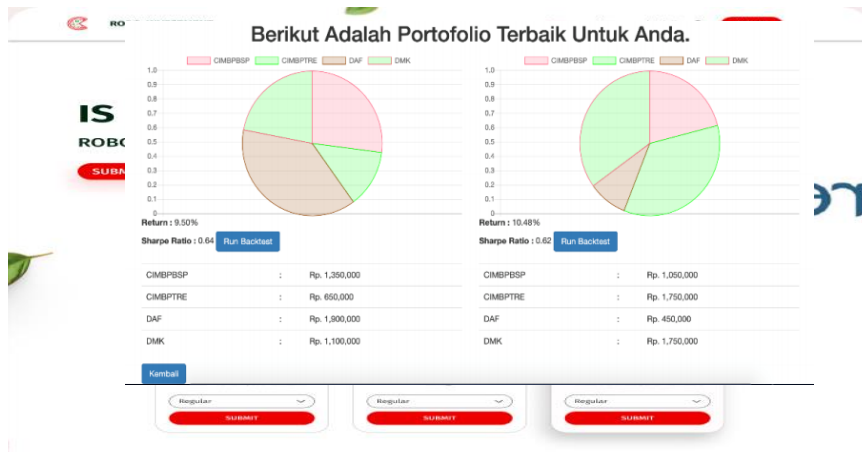 RO
Berikut Adalah Portofolio Terbaik Untuk Anda.
CIMBPBSP CIMBPTRE DAF DMK
1.0
0.9
0.8
0.7
0.6
0.5
0.4
0.3
0.2
0.1
0
Return : 9.50%
Sharpe Ratio : 0.64 Run Backtest
CIMBPBSP : Rp. 1,350,000
CIMBPTRE : Rp. 650,000
DAF : Rp. 1,900,000
DMK : Rp. 1,100,000
CIMBPBSP CIMBPTRE DAF DMK
1.0
0.9
0.8
0.7
0.6
0.5
0.4
0.3
0.2
0.1
0
Return : 10.48%
Sharpe Ratio : 0.62 Run Backtest
CIMBPBSP : Rp. 1,050,000
CIMBPTRE : Rp. 1,750,000
DAF : Rp. 450,000
DMK : Rp. 1,750,000
Kembali
IS
ROBO
SUBM
Regular Regular Regular
SUBMIT SUBMIT SUBMIT